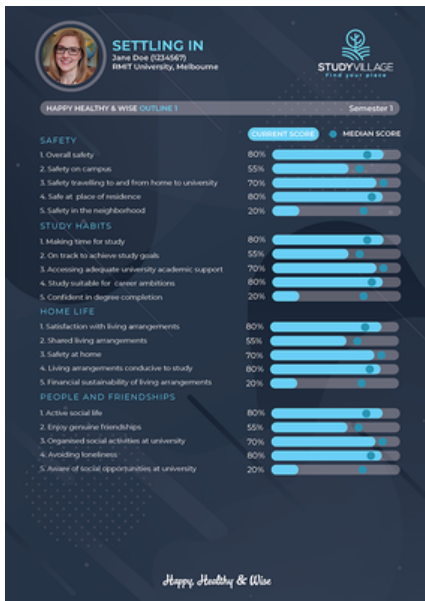 SETTLING IN
Jane Doe (1234567)
RMIT University, Melbourne
STUDYVILLAGE
Find your place
HAPPY HEALTHY & WISE OUTLINE 1 Semester 1
CURRENT SCORE MEDIAN SCORE
SAFETY
1. Overall safety 80%
2. Safety on campus 55%
3. Safety travelling to and from home to university 70%
4. Safe at place of residence 80%
5. Safety in the neighborhood 20%
STUDY HABITS
1. Making time for study 80%
2. On track to achieve study goals 55%
3. Accessing adequate university academic support 70%
4. Study suitable for career ambitions 80%
5. Confident in degree completion 20%
HOME LIFE
1. Satisfaction with living arrangements 80%
2. Shared living arrangements 55%
3. Safety at home 70%
4. Living arrangements conducive to study 80%
5. Financial sustainability of living arrangements 20%
PEOPLE AND FRIENDSHIPS
1. Active social life 80%
2. Enjoy genuine friendships 55%
3. Organised social activities at university 70%
4. Avoiding loneliness 80%
5. Aware of social opportunities at university 20%
Happy, Healthy & Wise